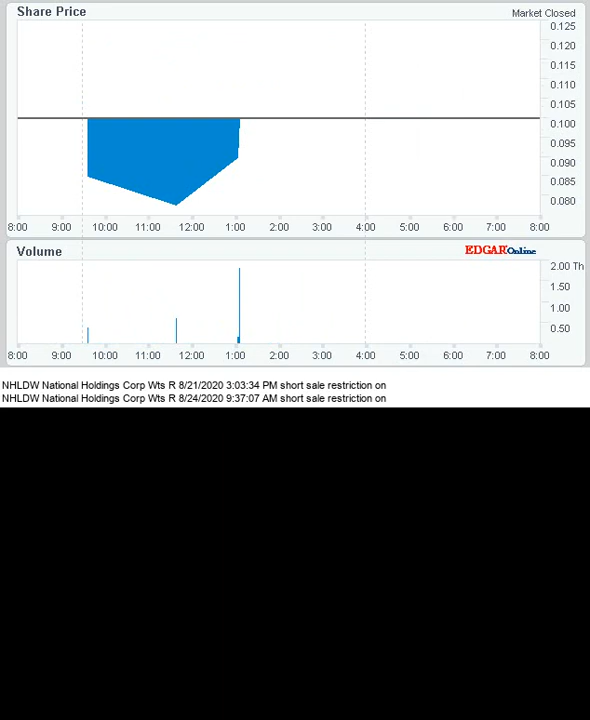 Share Price
Market Closed
0.125
0.120
0.115
0.110
0.105
0.100
0.095
0.090
0.085
0.080
8:00 9:00 10:00 11:00 12:00 1:00 2:00 3:00 4:00 5:00 6:00 7:00 8:00
Volume
EDGAR Online
2.00 Th
1.50
1.00
0.50
8:00 9:00 10:00 11:00 12:00 1:00 2:00 3:00 4:00 5:00 6:00 7:00 8:00
NHLDW National Holdings Corp Wts R 8/21/2020 3:03:34 PM short sale restriction on
NHLDW National Holdings Corp Wts R 8/24/2020 9:37:07 AM short sale restriction on